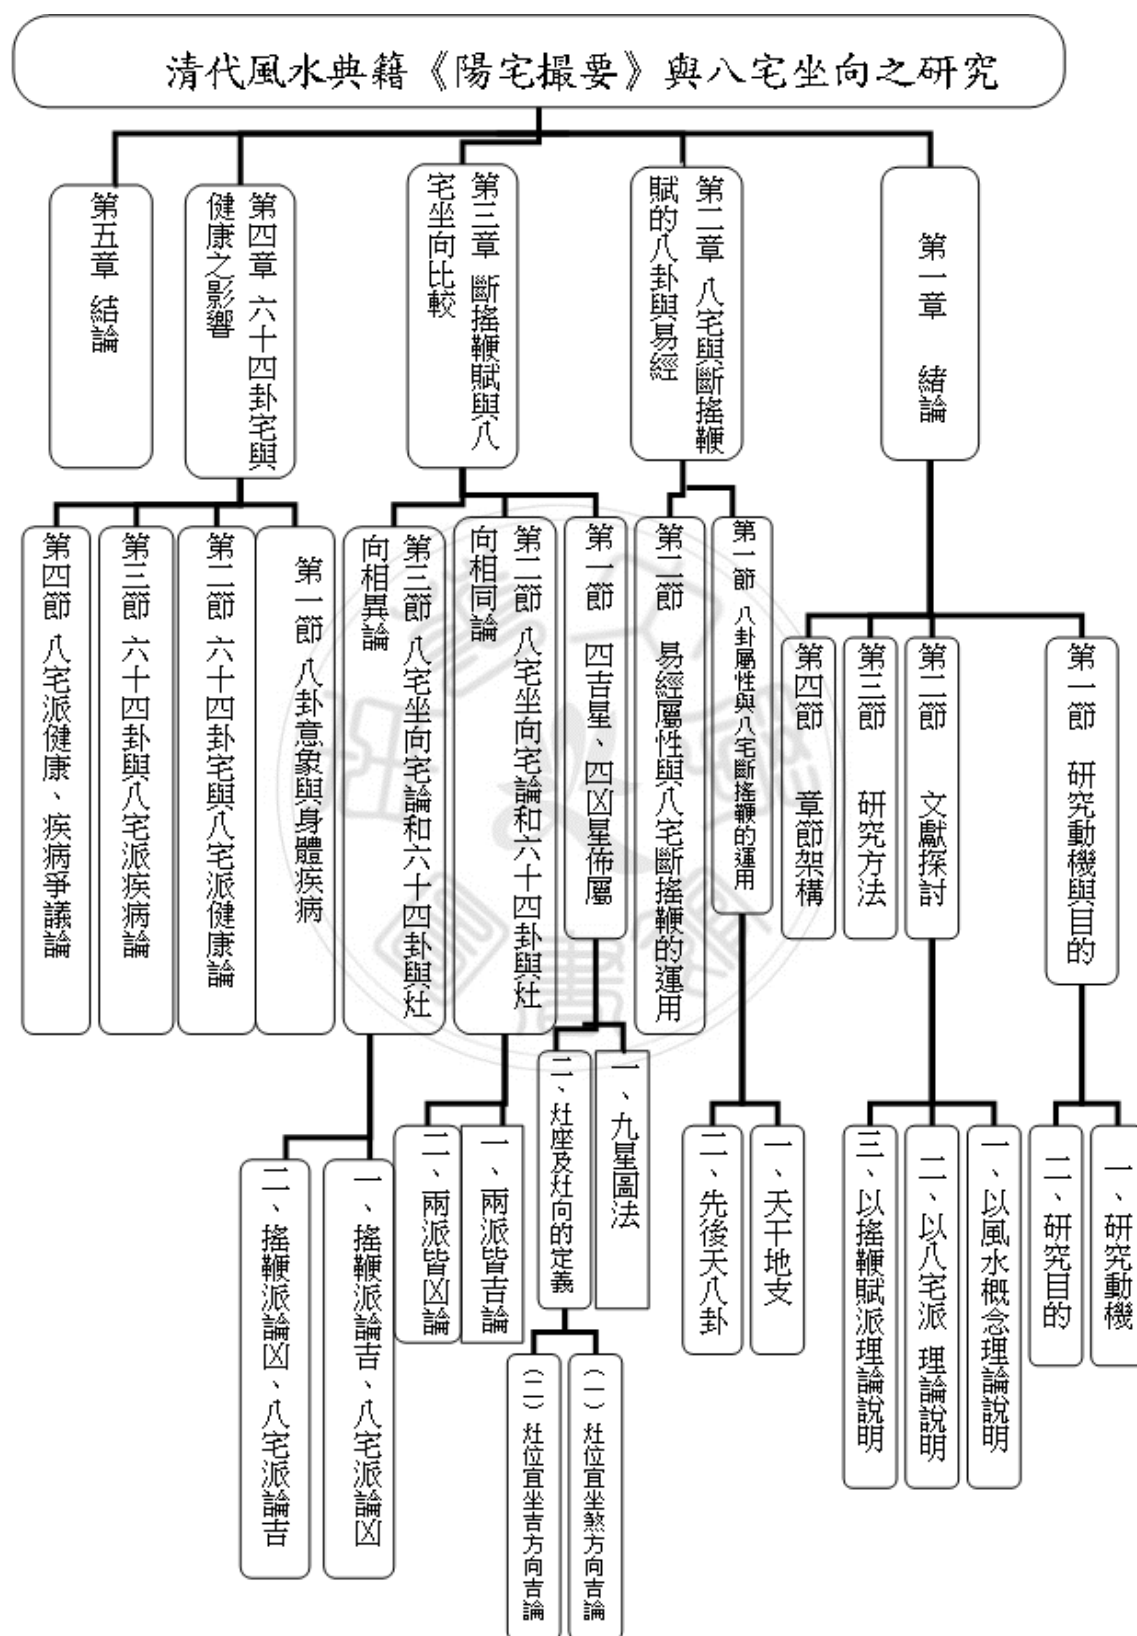 清代風水典籍《陽宅撮要》與八宅坐向之研究
第一章 緒論
第二章 八宅與斷搖鞭
賦的八卦與易經
第三章 斷搖鞭賦與八
宅坐向比較
第四章 六十四卦宅與
健康之影響
第五章 結論
第一節 研究動機與目的
第二節 文獻探討
第三節 研究方法
第四節 章節架構
第一節 八卦屬性與八宅斷搖鞭的運用
第二節 易經屬性與八宅斷搖鞭的運用
第一節 四吉星、四凶星佈屬
第二節 八宅坐向宅論和六十四卦與灶
向相同論
第三節 八宅坐向宅論和六十四卦與灶
向相異論
第一節 八卦意象與身體疾病
第二節 六十四卦宅與八宅派健康論
第三節 六十四卦與八宅派疾病論
第四節 八宅派健康、疾病爭議論
一、研究動機
二、研究目的
一、以風水概念理論說明
二、以八宅派 理論說明
三、以搖鞭賦派理論說明
一、天干地支
二、先後天八卦
一、九星圖法
二、灶座及灶向的定義
一、兩派皆吉論
二、兩派皆凶論
一、搖鞭派論吉、八宅派論凶
二、搖鞭派論凶、八宅派論吉
（一）灶位宜坐煞方向吉論
（二）灶位宜坐吉方向吉論